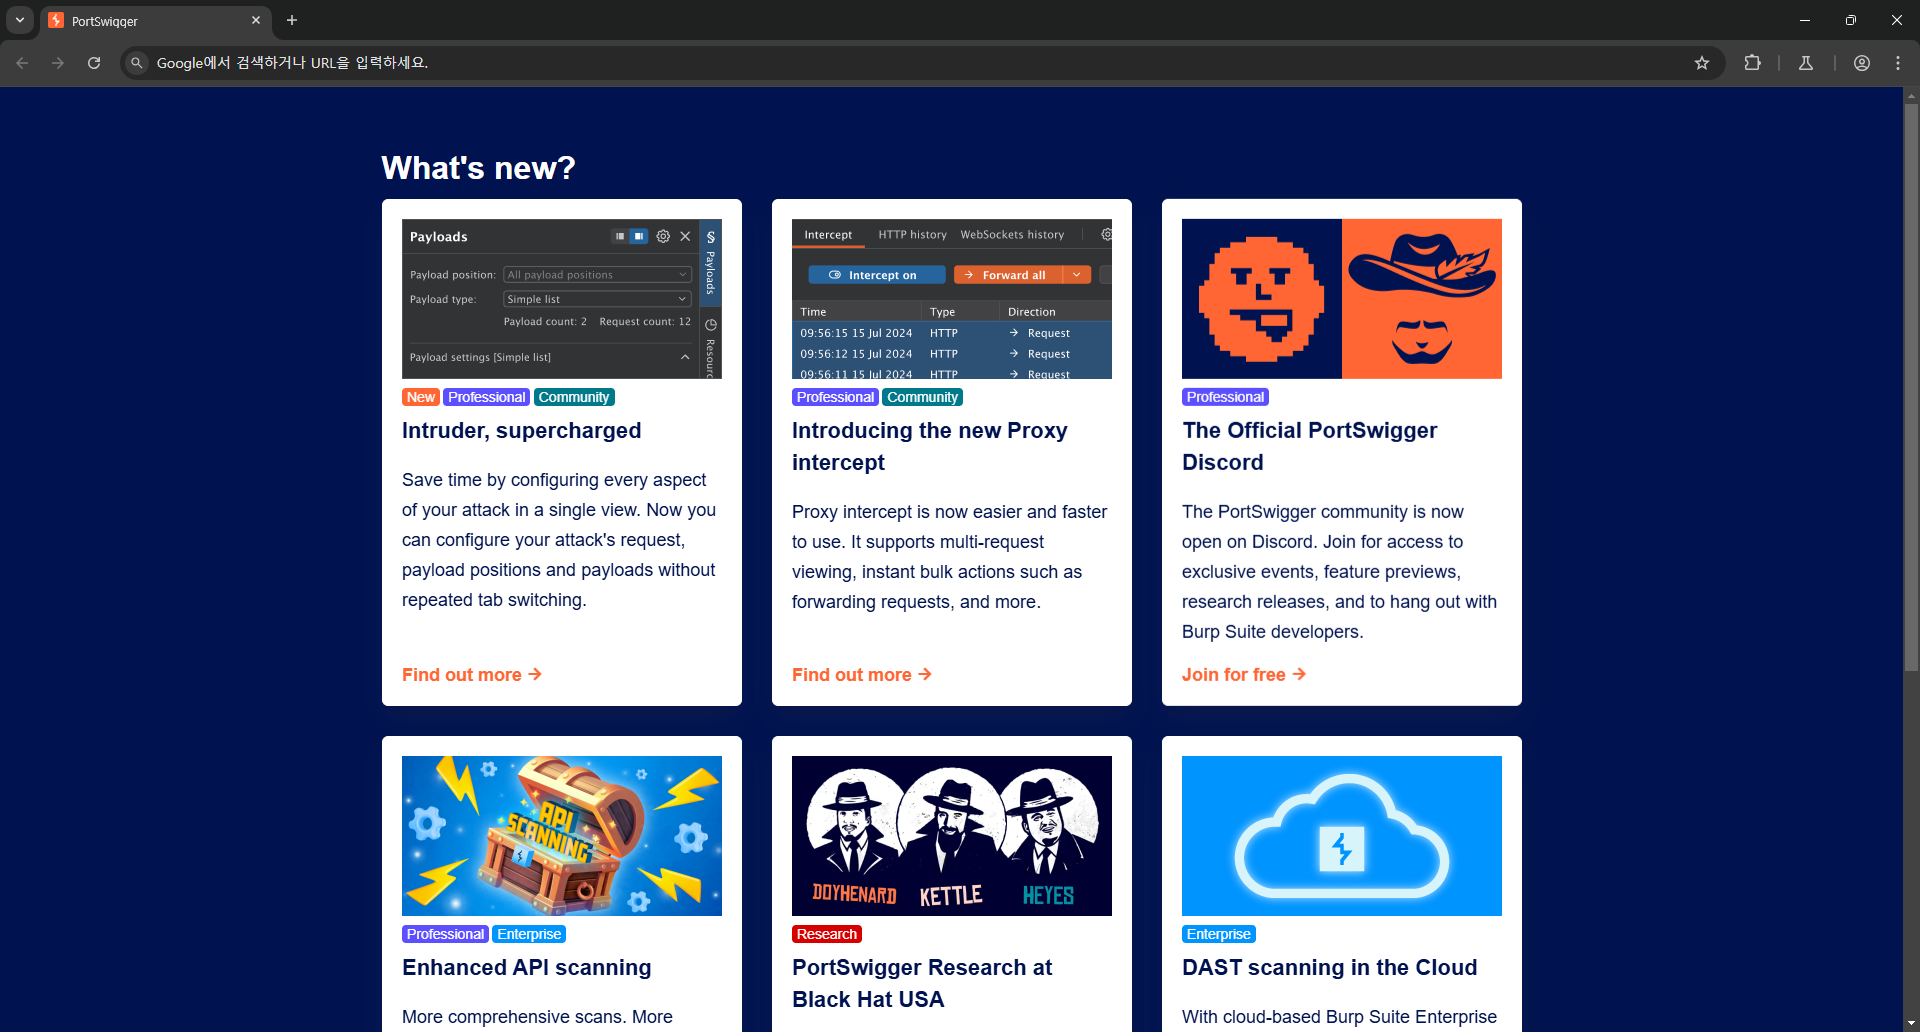 PortSwigger
Google에서 검색하거나 URL을 입력하세요.
What's new?
Payloads
Payload position: All payload positions
Payload type: Simple list
Payload count: 2 Request count: 12
Payload settings [Simple list]
§ Payloads
Resourc
New Professional Community
Intruder, supercharged
Save time by configuring every aspect
of your attack in a single view. Now you
can configure your attack's request,
payload positions and payloads without
repeated tab switching.
Find out more →
Intercept HTTP history WebSockets history
Intercept on → Forward all
Time Type Direction
09:56:15 15 Jul 2024 HTTP → Request
09:56:12 15 Jul 2024 HTTP → Request
09:56:11 15 Jul 2024 HTTP → Request
Professional Community
Introducing the new Proxy
intercept
Proxy intercept is now easier and faster
to use. It supports multi-request
viewing, instant bulk actions such as
forwarding requests, and more.
Find out more →
Professional
The Official PortSwigger
Discord
The PortSwigger community is now
open on Discord. Join for access to
exclusive events, feature previews,
research releases, and to hang out with
Burp Suite developers.
Join for free →
API
SCANNING
Professional Enterprise
Enhanced API scanning
More comprehensive scans. More
DOYHENARD KETTLE HEYES
Research
PortSwigger Research at
Black Hat USA
Enterprise
DAST scanning in the Cloud
With cloud-based Burp Suite Enterprise